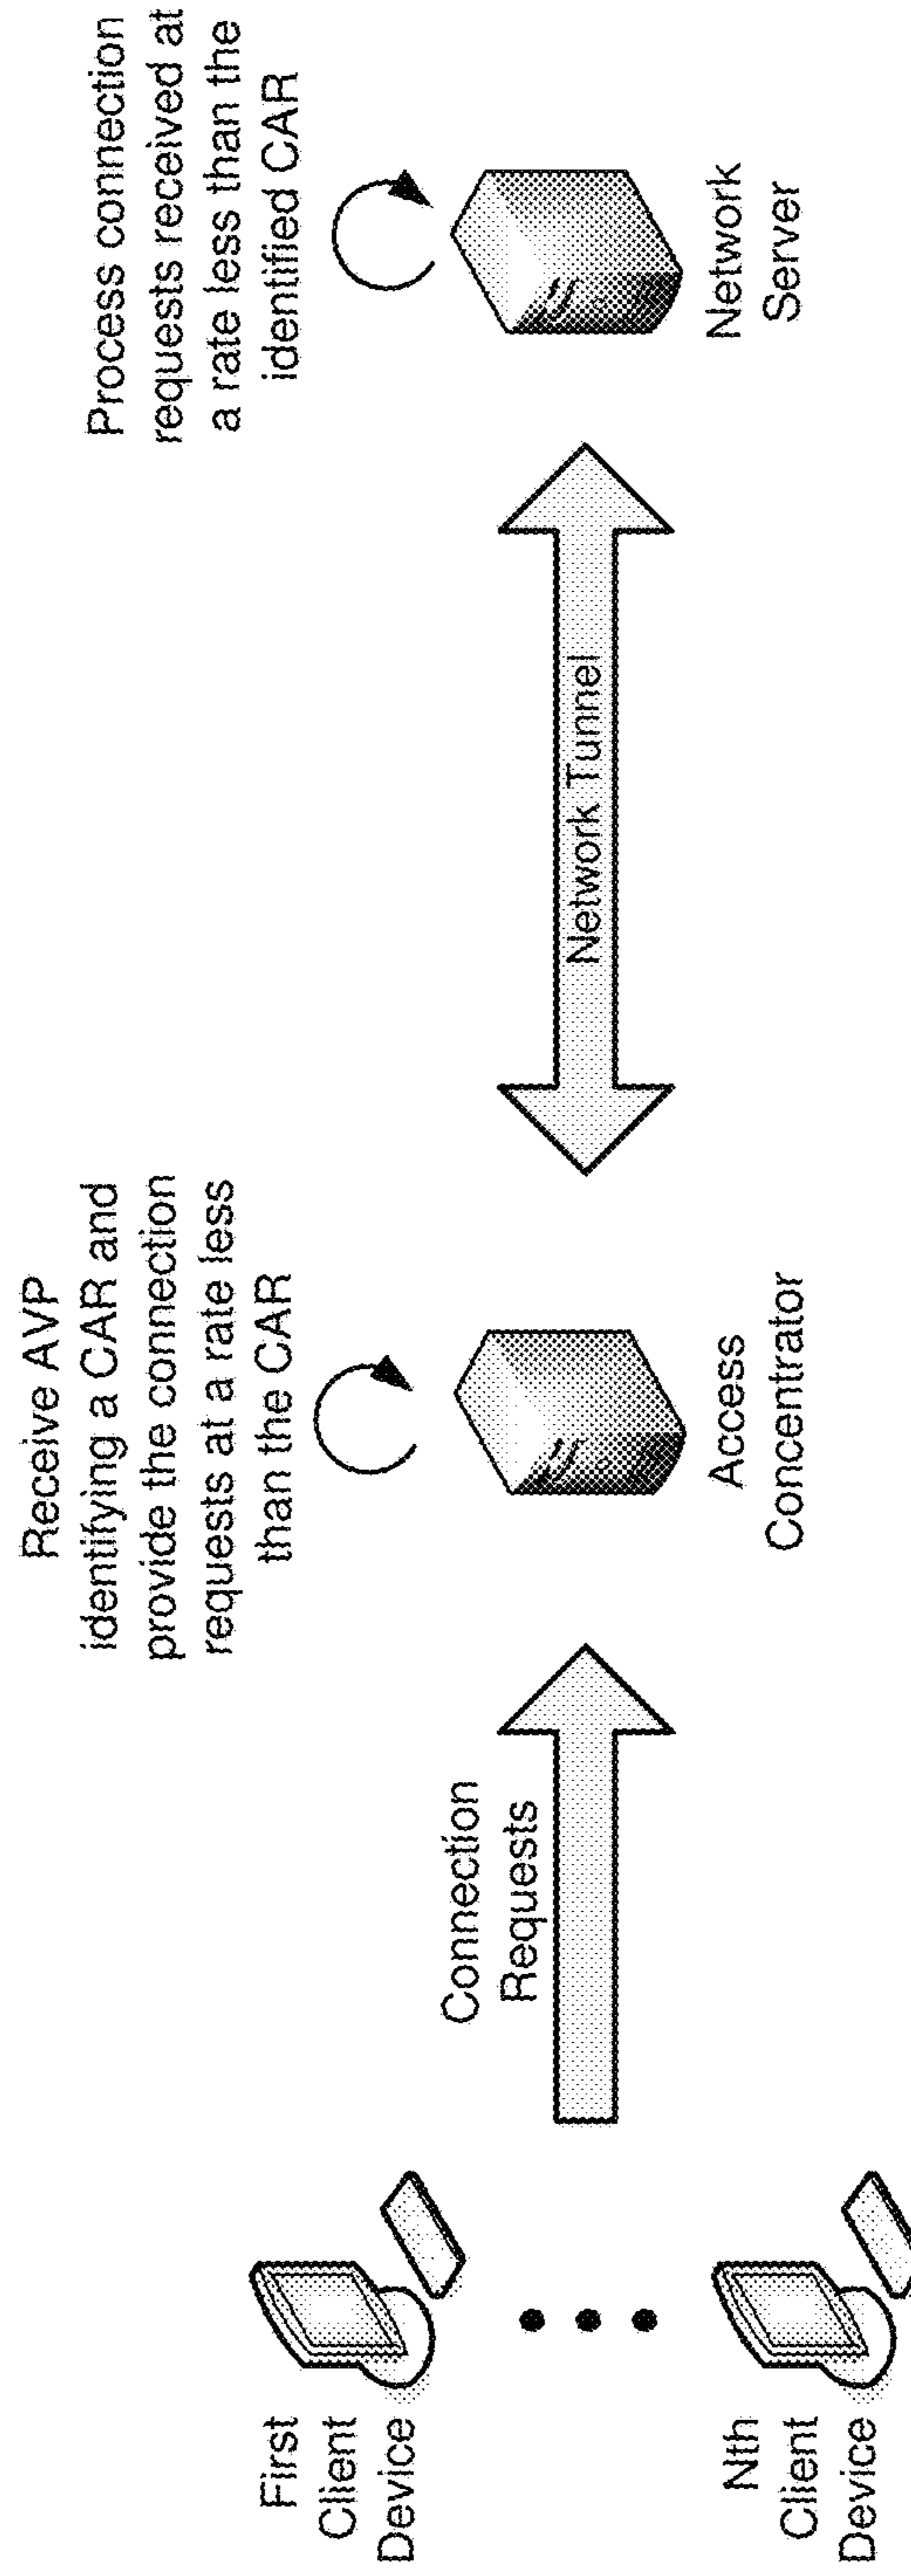 First
Client
Device
Nth
Client
Device
Connection
Requests
Receive AVP
identifying a CAR and
provide the connection
requests at a rate less
than the CAR
Access
Concentrator
Network Tunnel
Process connection
requests received at
a rate less than the
identified CAR
Network
Server